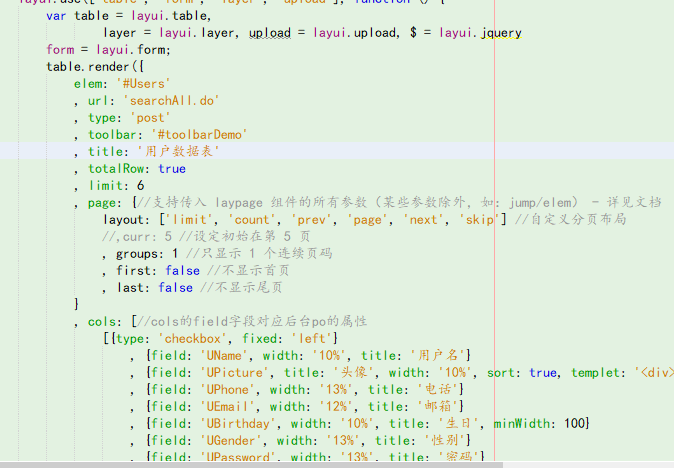 var table = layui.table,
layer = layui.layer, upload = layui.upload, $ = layui.jquery
form = layui.form;
table.render({
elem: '#Users'
, url: 'searchAll.do'
, type: 'post'
, toolbar: '#toolbarDemo'
, title: '用户数据表'
, totalRow: true
, limit: 6
, page: {//支持传入 laypage 组件的所有参数（某些参数除外，如：jump/elem） - 详见文档
layout: ['limit', 'count', 'prev', 'page', 'next', 'skip'] //自定义分页布局
//,curr: 5 //设定初始在第 5 页
, groups: 1 //只显示 1 个连续页码
, first: false //不显示首页
, last: false //不显示尾页
}
, cols: [//cols的field字段对应后台po的属性
[{type: 'checkbox', fixed: 'left'}
, {field: 'UName', width: '10%', title: '用户名'}
, {field: 'UPicture', title: '头像', width: '10%', sort: true, templet: '<div>
, {field: 'UPhone', width: '13%', title: '电话'}
, {field: 'UEmail', width: '12%', title: '邮箱'}
, {field: 'UBirthday', width: '10%', title: '生日', minWidth: 100}
, {field: 'UGender', width: '13%', title: '性别'}
, {field: 'UPassword', width: '13%', title: '密码'}